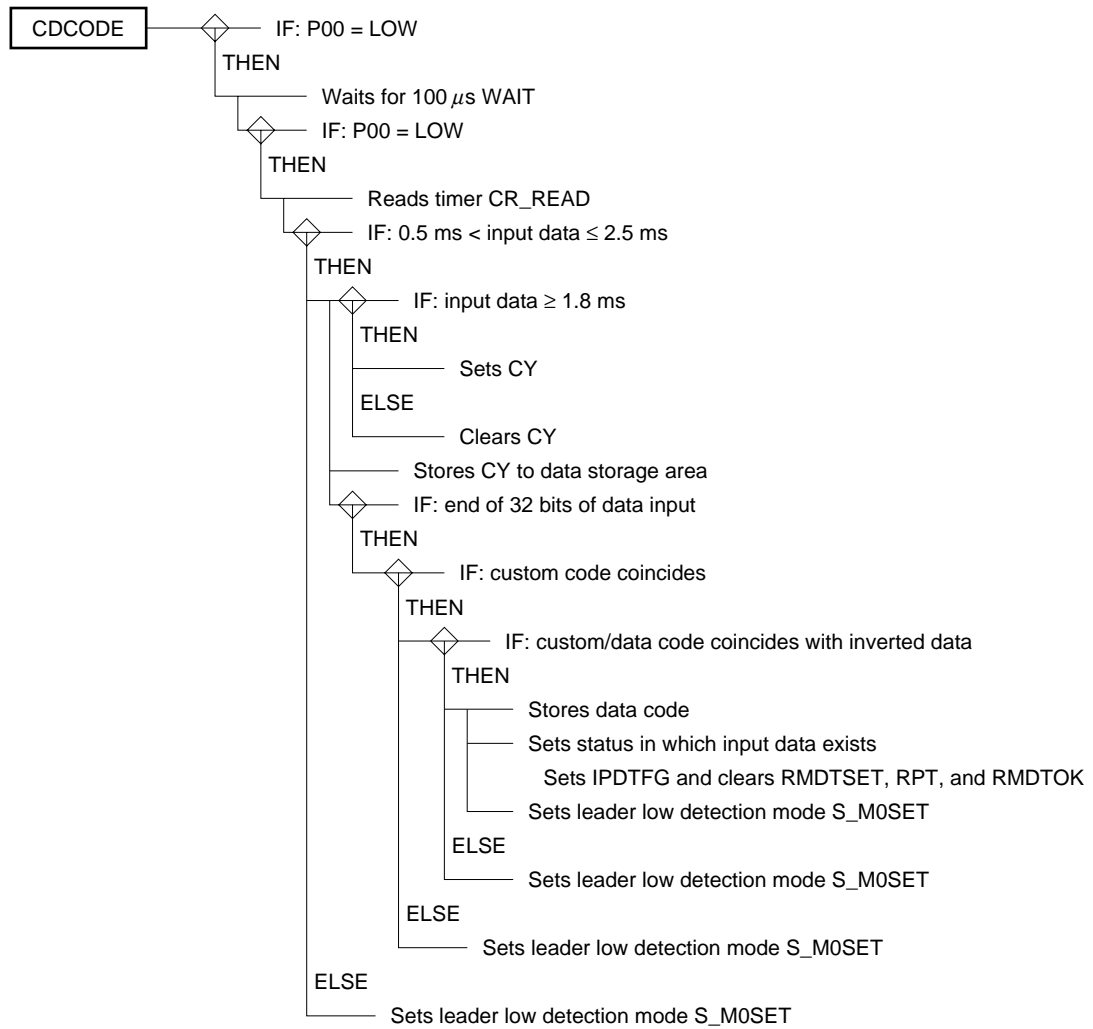 CDCODE
IF: P00 = LOW
THEN
Waits for 100 μs WAIT
IF: P00 = LOW
THEN
Reads timer CR_READ
IF: 0.5 ms < input data ≤ 2.5 ms
THEN
IF: input data ≥ 1.8 ms
THEN
Sets CY
ELSE
Clears CY
Stores CY to data storage area
IF: end of 32 bits of data input
THEN
IF: custom code coincides
THEN
IF: custom/data code coincides with inverted data
THEN
Stores data code
Sets status in which input data exists
Sets IPDTFG and clears RMDTSET, RPT, and RMDTOK
Sets leader low detection mode S_M0SET
ELSE
Sets leader low detection mode S_M0SET
ELSE
Sets leader low detection mode S_M0SET
ELSE
Sets leader low detection mode S_M0SET